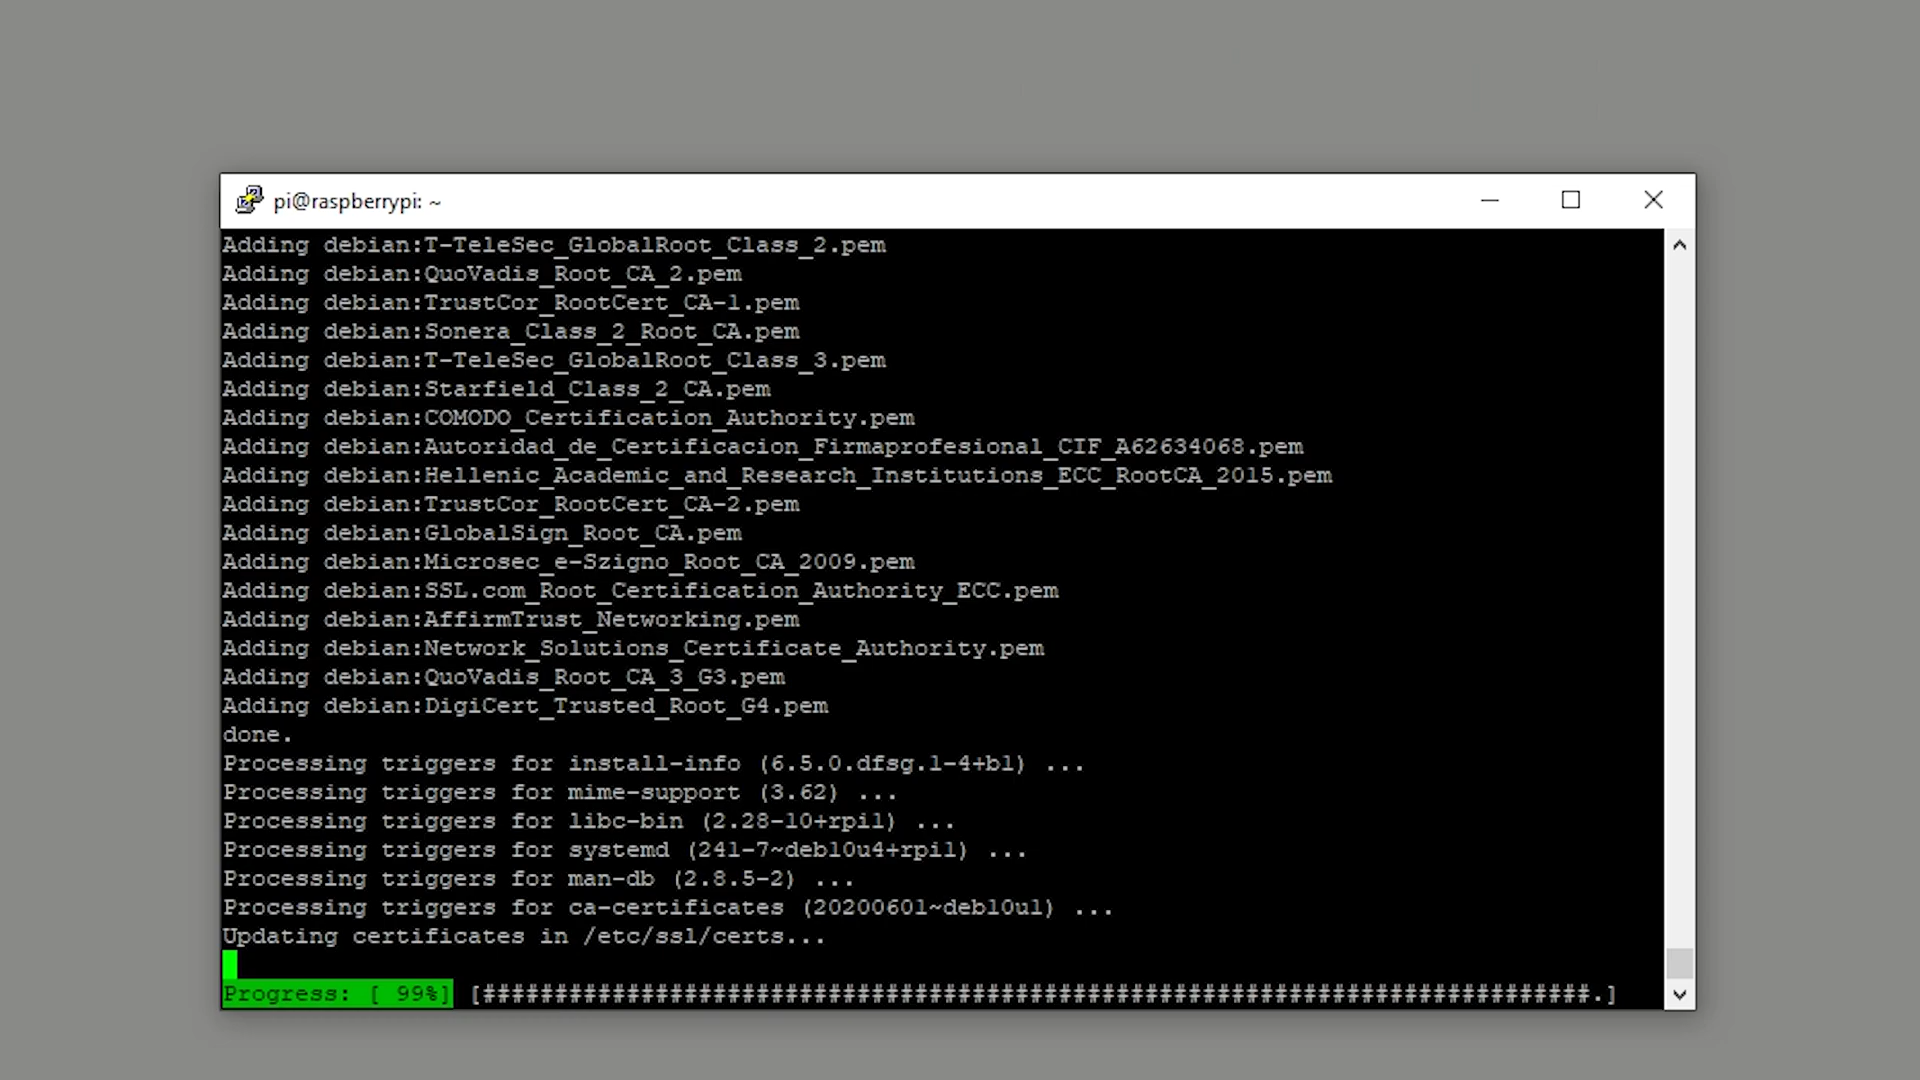 pi@raspberrypi: ~
Adding debian:T-TeleSec_GlobalRoot_Class_2.pem
Adding debian:QuoVadis_Root_CA_2.pem
Adding debian:TrustCor_RootCert_CA-1.pem
Adding debian:Sonera_Class_2_Root_CA.pem
Adding debian:T-TeleSec_GlobalRoot_Class_3.pem
Adding debian:Starfield_Class_2_CA.pem
Adding debian:COMODO_Certification_Authority.pem
Adding debian:Autoridad_de_Certificacion_Firmaprofesional_CIF_A62634068.pem
Adding debian:Hellenic_Academic_and_Research_Institutions_ECC_RootCA_2015.pem
Adding debian:TrustCor_RootCert_CA-2.pem
Adding debian:GlobalSign_Root_CA.pem
Adding debian:Microsec_e-Szigno_Root_CA_2009.pem
Adding debian:SSL.com_Root_Certification_Authority_ECC.pem
Adding debian:AffirmTrust_Networking.pem
Adding debian:Network_Solutions_Certificate_Authority.pem
Adding debian:QuoVadis_Root_CA_3_G3.pem
Adding debian:DigiCert_Trusted_Root_G4.pem
done.
Processing triggers for install-info (6.5.0.dfsg.1-4+b1) ...
Processing triggers for mime-support (3.62) ...
Processing triggers for libc-bin (2.28-10+rpi1) ...
Processing triggers for systemd (241-7~deb10u4+rpi1) ...
Processing triggers for man-db (2.8.5-2) ...
Processing triggers for ca-certificates (20200601~deb10u1) ...
Updating certificates in /etc/ssl/certs...
Progress: [ 99%] [#############################################################################.]